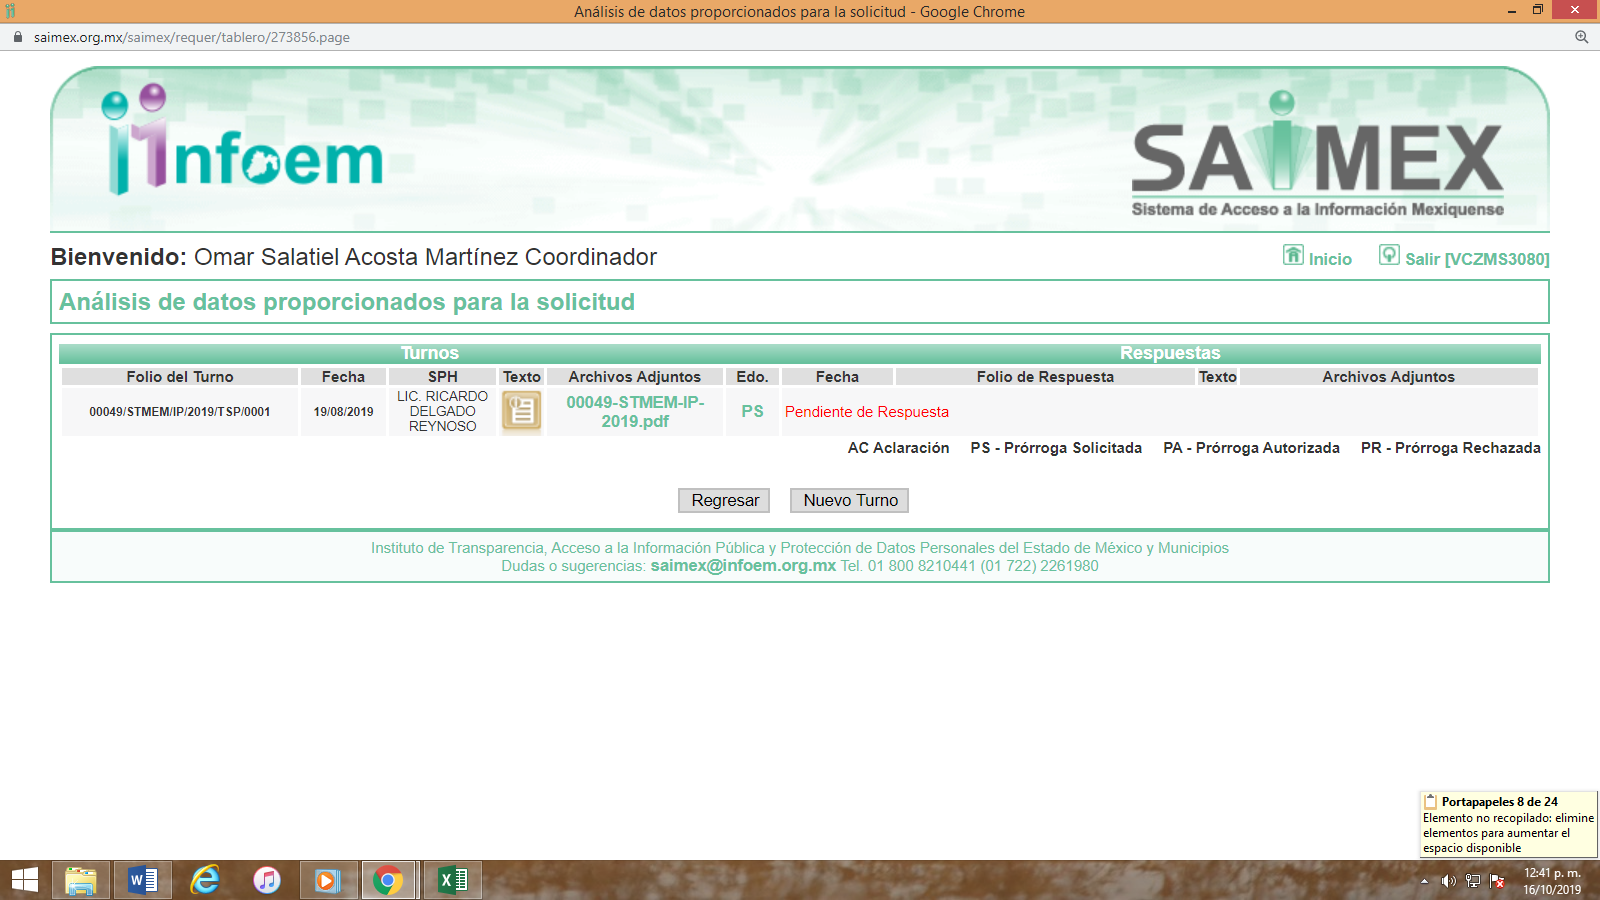 Análisis de datos proporcionados para la solicitud - Google Chrome
saimex.org.mx/saimex/requer/tablero/273856.page
infoem
SAIMEX
Sistema de Acceso a la Información Mexiquense
Bienvenido: Omar Salatiel Acosta Martínez Coordinador
Inicio
Salir [VCZMS3080]
Análisis de datos proporcionados para la solicitud
Turnos
Respuestas
Folio del Turno
Fecha
SPH
Texto
Archivos Adjuntos
Edo.
Fecha
Folio de Respuesta
Texto
Archivos Adjuntos
00049/STMEM/IP/2019/TSP/0001
19/08/2019
LIC. RICARDO
DELGADO
REYNOSO
00049-STMEM-IP-
2019.pdf
PS
Pendiente de Respuesta
AC Aclaración
PS - Prórroga Solicitada
PA - Prórroga Autorizada
PR - Prórroga Rechazada
Regresar
Nuevo Turno
Instituto de Transparencia, Acceso a la Información Pública y Protección de Datos Personales del Estado de México y Municipios
Dudas o sugerencias: saimex@infoem.org.mx Tel. 01 800 8210441 (01 722) 2261980
Portapapeles 8 de 24
Elemento no recopilado: elimine
elementos para aumentar el
espacio disponible
12:41 p. m.
16/10/2019